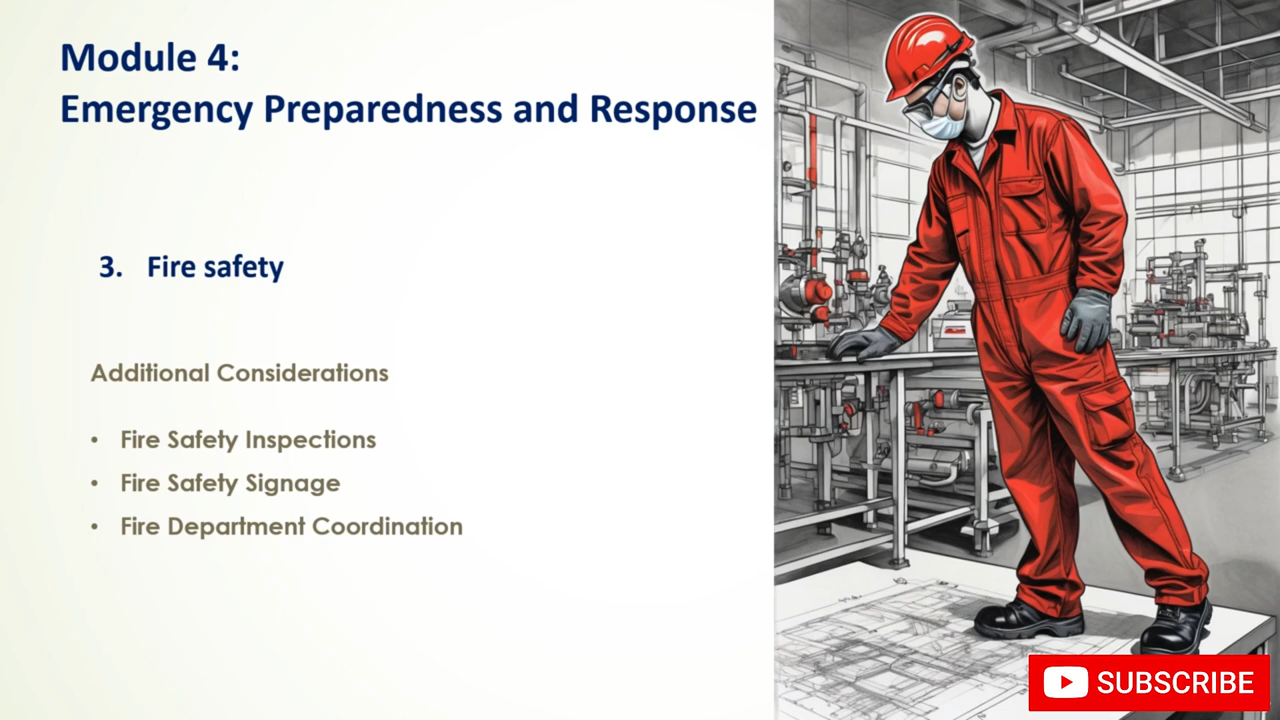 Module 4:
Emergency Preparedness and Response
3. Fire safety
Additional Considerations
• Fire Safety Inspections
• Fire Safety Signage
• Fire Department Coordination
SUBSCRIBE